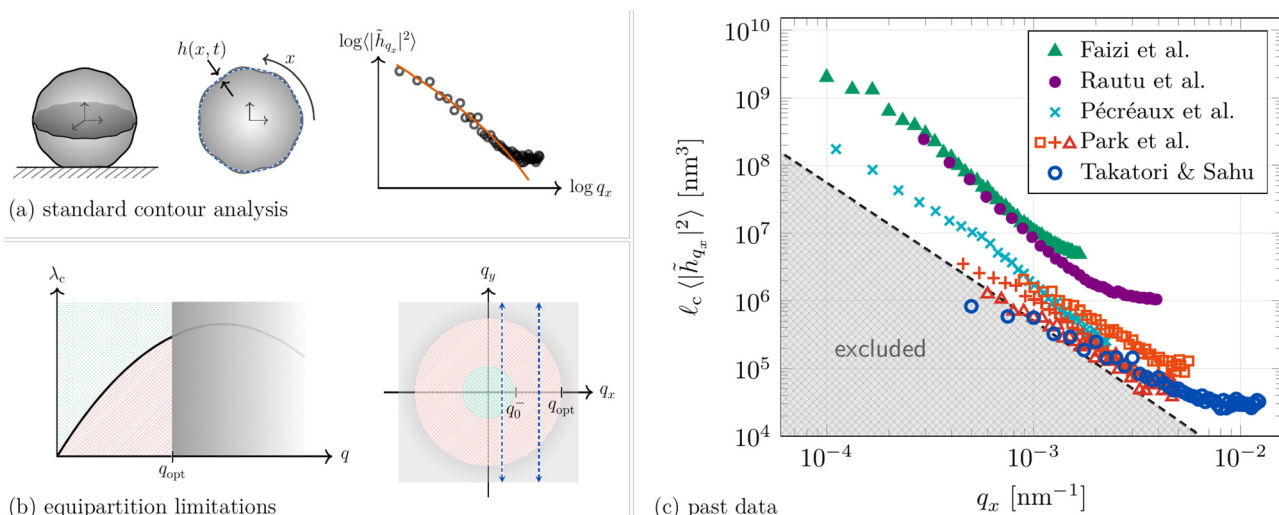 h(x, t)
x
log⟨|h̃_{q_x}|²⟩
log q_x
(a) standard contour analysis
λ_c
q_opt
q
q_y
q_x
q_0^−
q_opt
(b) equipartition limitations
ℓ_c ⟨|h̃_{q_x}|²⟩ [nm³]
10^{10}
10^9
10^8
10^7
10^6
10^5
10^4
Faizi et al.
Rautu et al.
Pécréaux et al.
Park et al.
Takatori & Sahu
excluded
10^{−4}
10^{−3}
10^{−2}
q_x [nm^{−1}]
(c) past data